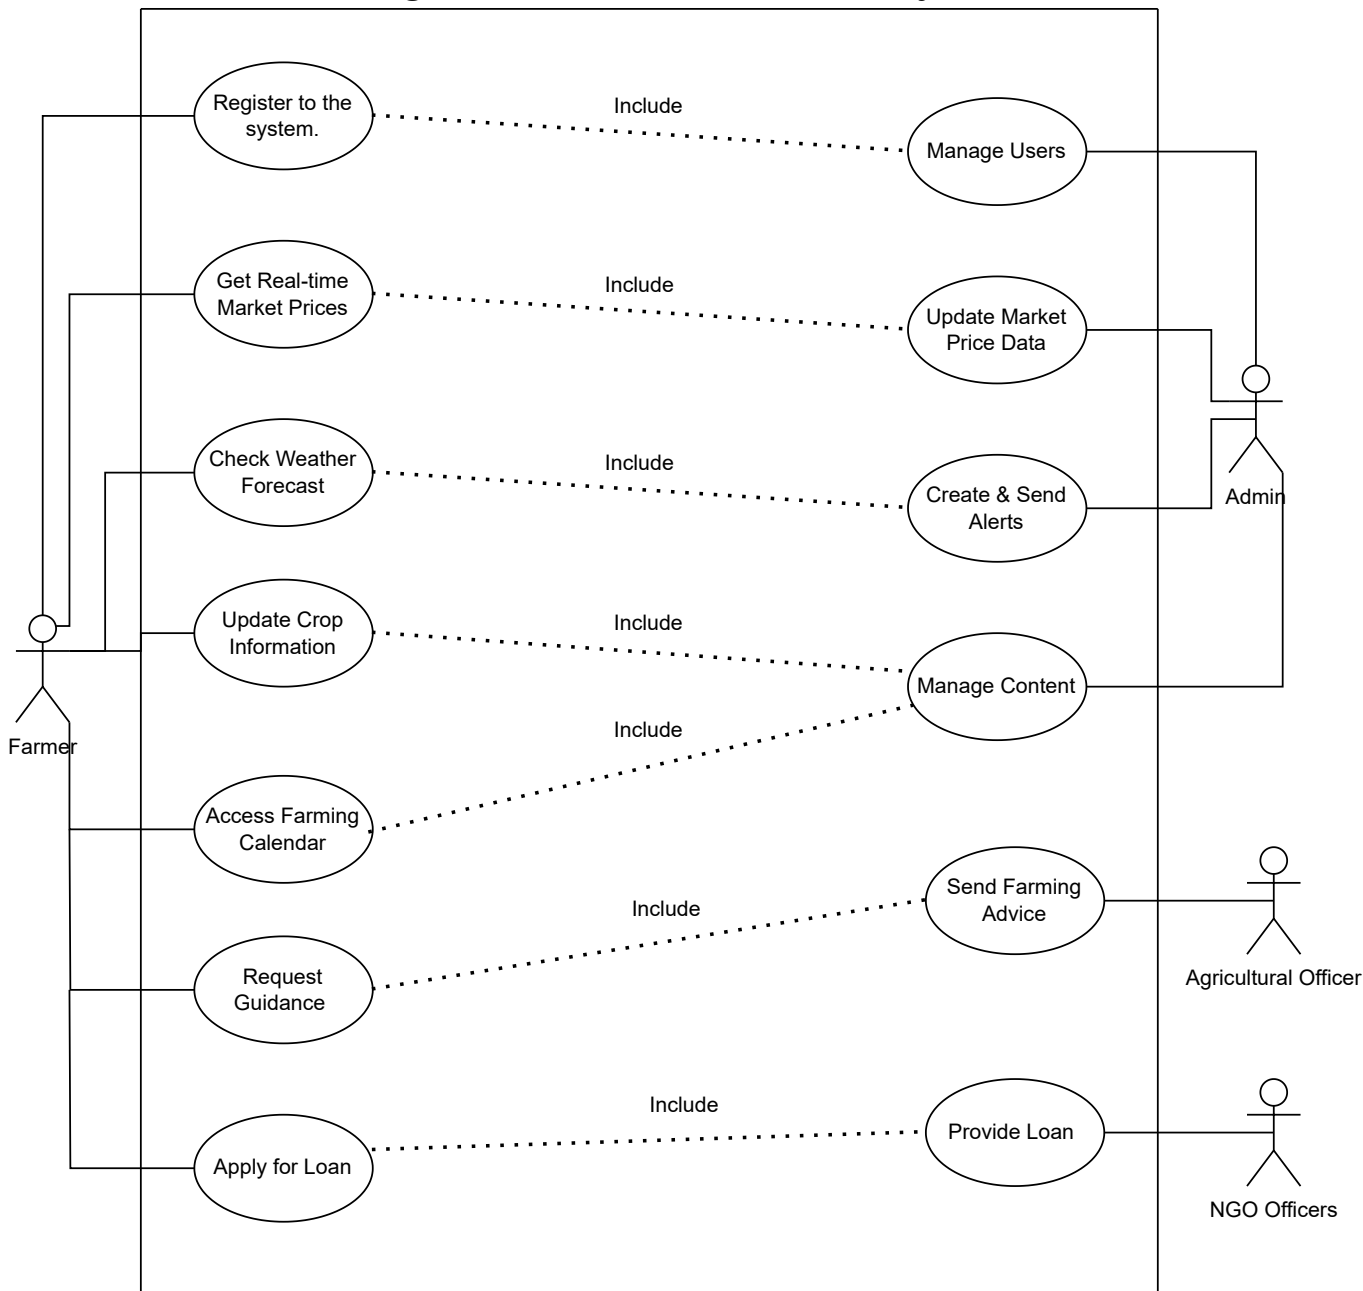 Register to the
system.
Include
Manage Users
Get Real-time
Market Prices
Include
Update Market
Price Data
Check Weather
Forecast
Include
Create & Send
Alerts
Admin
Update Crop
Information
Include
Manage Content
Farmer
Include
Access Farming
Calendar
Send Farming
Advice
Include
Agricultural Officer
Request
Guidance
Include
Provide Loan
Apply for Loan
NGO Officers